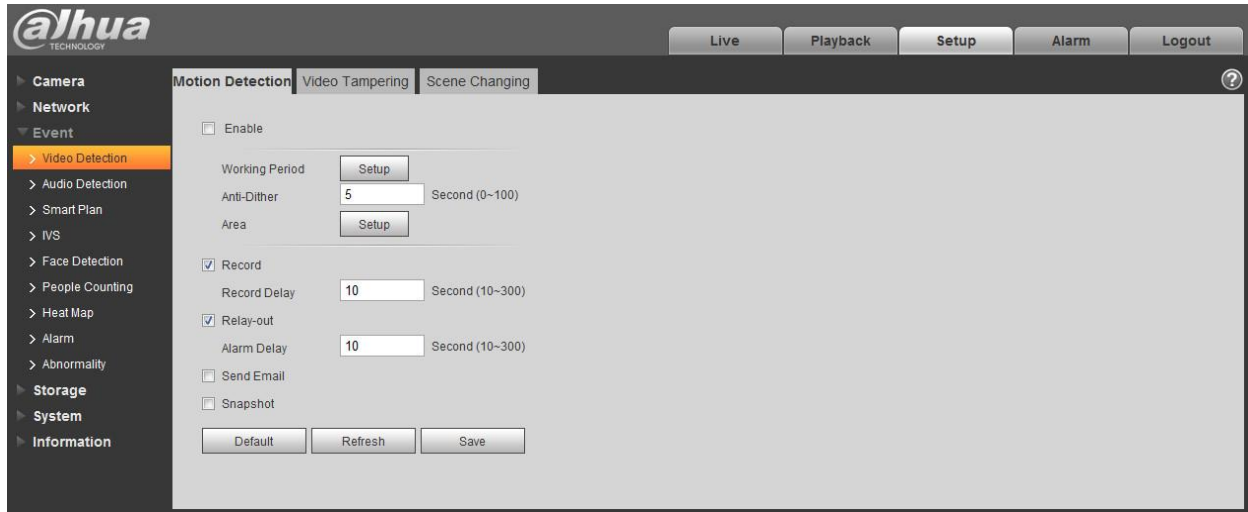 alhua
TECHNOLOGY
Live Playback Setup Alarm Logout
Camera
Network
Event
Video Detection
Audio Detection
Smart Plan
IVS
Face Detection
People Counting
Heat Map
Alarm
Abnormality
Storage
System
Information
Motion Detection Video Tampering Scene Changing
?
Enable
Working Period Setup
Anti-Dither 5 Second (0~100)
Area Setup
Record
Record Delay 10 Second (10~300)
Relay-out
Alarm Delay 10 Second (10~300)
Send Email
Snapshot
Default Refresh Save